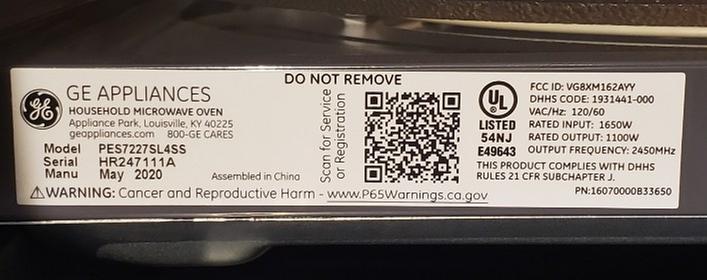 DO NOT REMOVE
GE APPLIANCES
HOUSEHOLD MICROWAVE OVEN
Appliance Park, Louisville, KY 40225
geappliances.com 800-GE CARES
Model PES7227SL4SS
Serial HR247111A
Manu May 2020
Assembled in China
Scan for Service
or Registration
UL
LISTED
54NJ
E49643
FCC ID: VG8XM162AYY
DHHS CODE: 1931441-000
VAC/Hz: 120/60
RATED INPUT: 1650W
RATED OUTPUT: 1100W
OUTPUT FREQUENCY: 2450MHz
THIS PRODUCT COMPLIES WITH DHHS
RULES 21 CFR SUBCHAPTER J.
PN:16070000B33650
⚠WARNING: Cancer and Reproductive Harm - www.P65Warnings.ca.gov